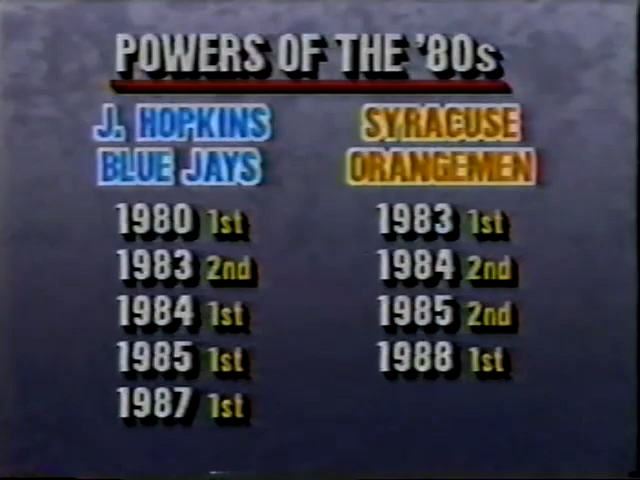 POWERS OF THE '80s
J. HOPKINS
BLUE JAYS
1980 1st
1983 2nd
1984 1st
1985 1st
1987 1st
SYRACUSE
ORANGEMEN
1983 1st
1984 2nd
1985 2nd
1988 1st